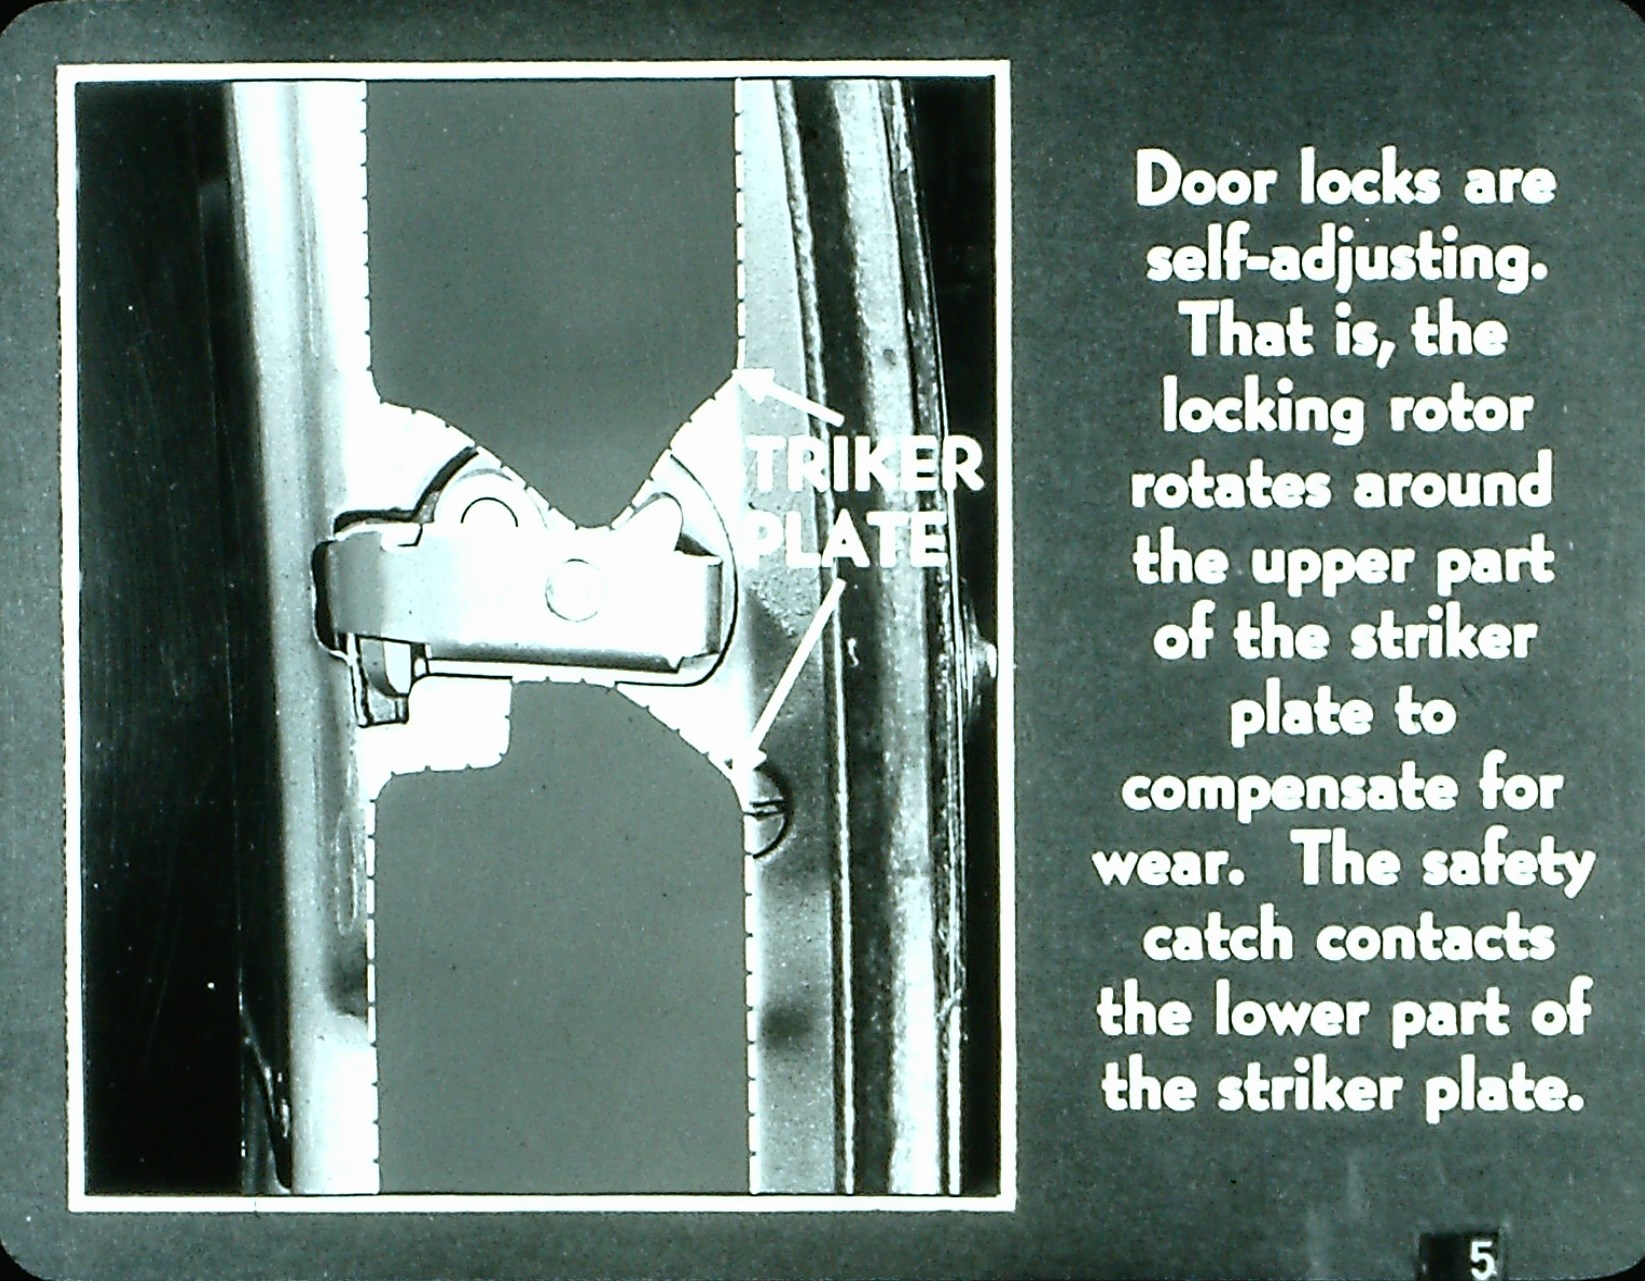 TRIKER
PLATE
Door locks are
self-adjusting.
That is, the
locking rotor
rotates around
the upper part
of the striker
plate to
compensate for
wear. The safety
catch contacts
the lower part of
the striker plate.
5